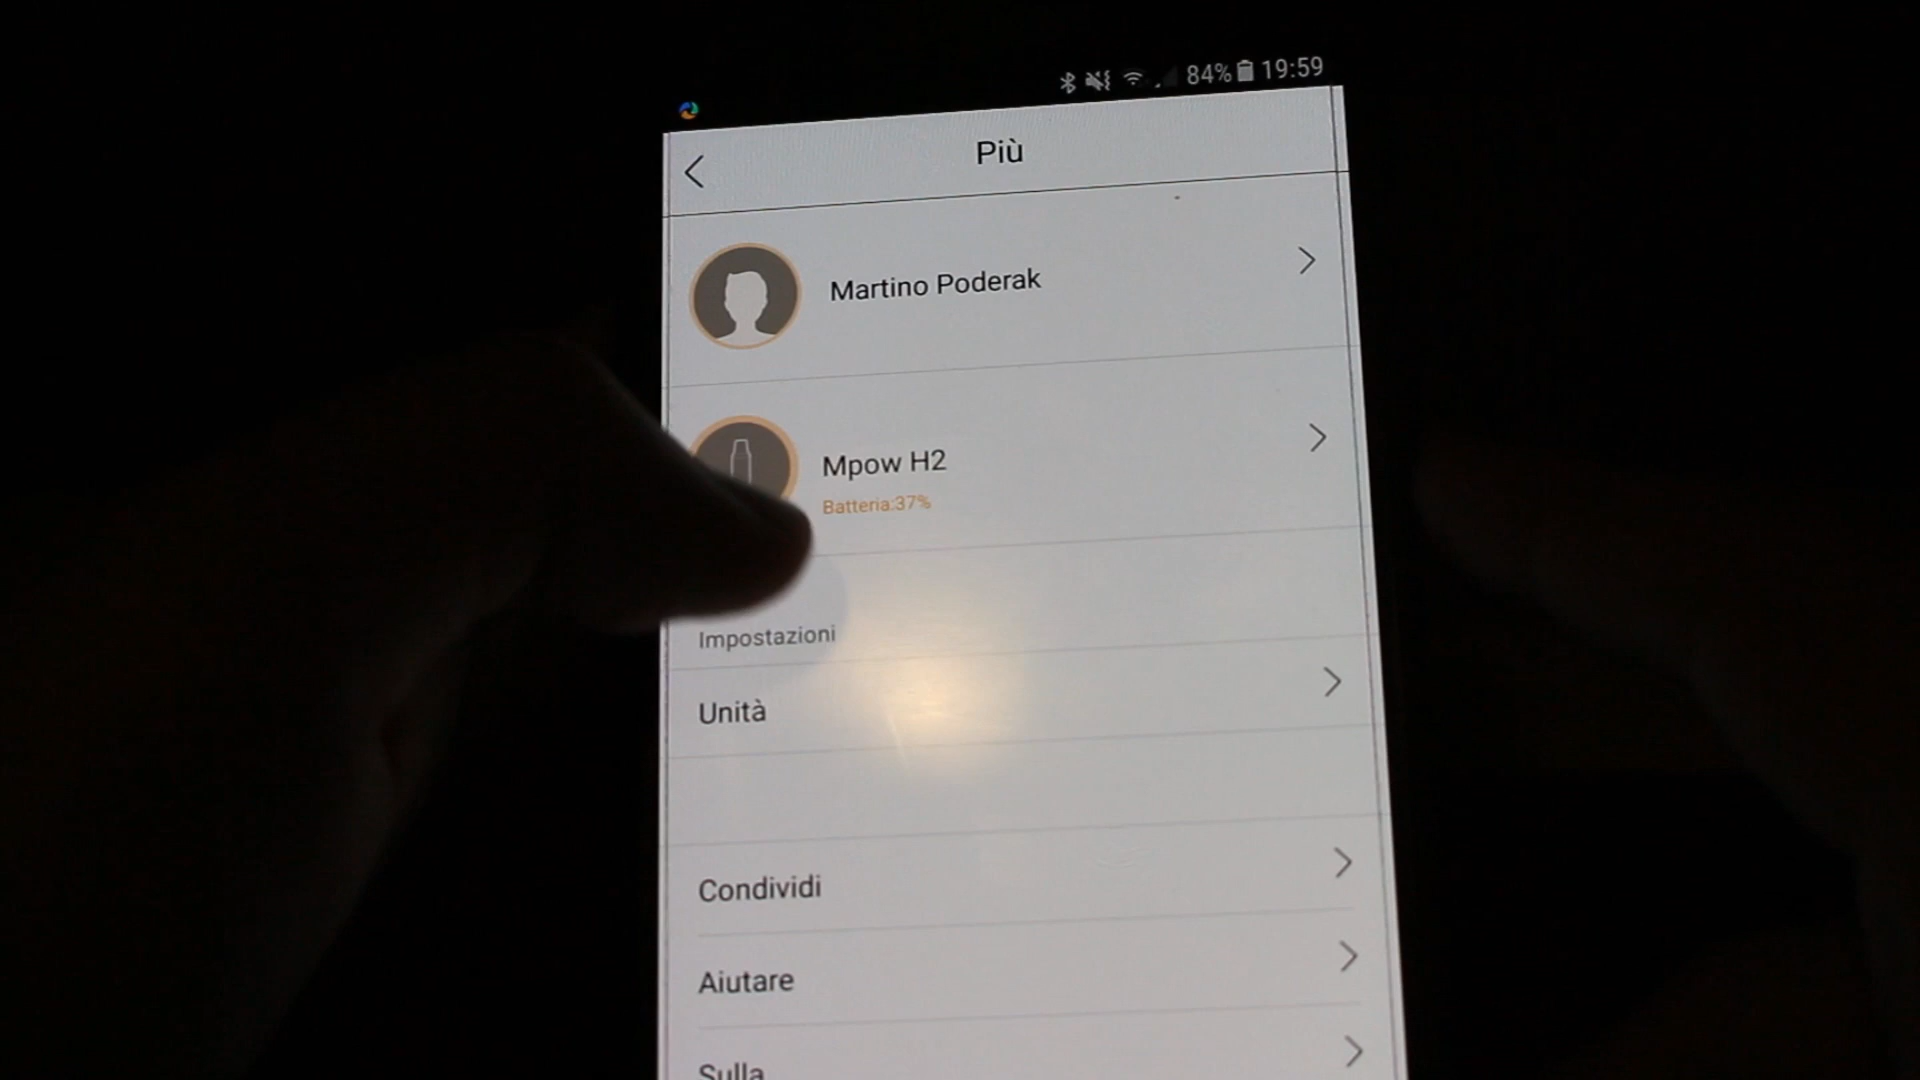 84% 19:59
Più
Martino Poderak
Mpow H2
Batteria:37%
Impostazioni
Unità
Condividi
Aiutare
Sulla